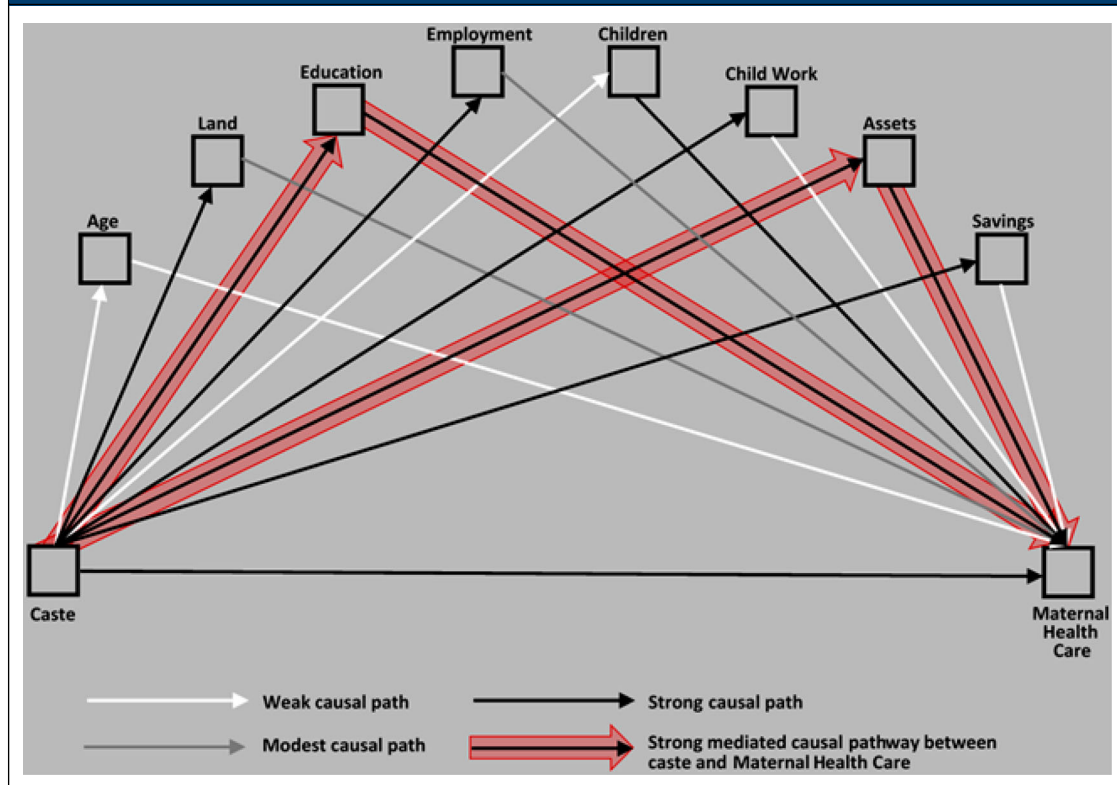 Employment
Children
Education
Child Work
Land
Assets
Age
Savings
Caste
Maternal
Health
Care
Weak causal path
Strong causal path
Modest causal path
Strong mediated causal pathway between
caste and Maternal Health Care